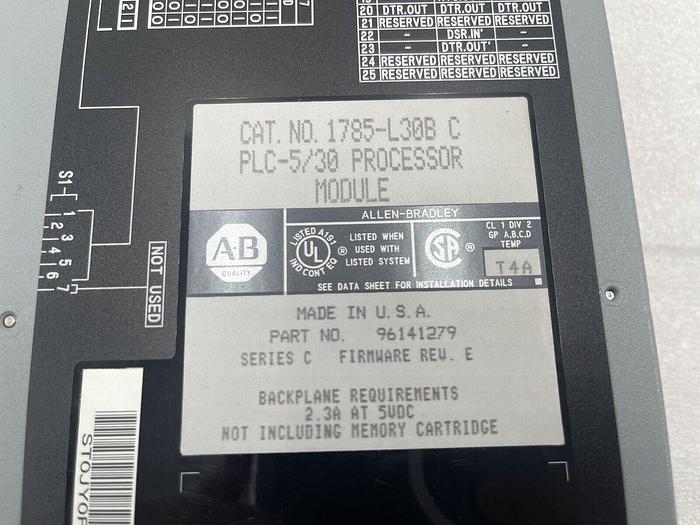 20 DTR.OUT DTR.OUT DTR.OUT
21 RESERVED RESERVED RESERVED
22 - DSR.IN' -
23 - DTR.OUT' -
24 RESERVED RESERVED RESERVED
25 RESERVED RESERVED RESERVED
S1-
1
2
3
4
5
6
7
NOT USED
CAT. NO. 1785-L30B C
PLC-5/30 PROCESSOR
MODULE
ALLEN-BRADLEY
A·B
QUALITY
LISTED A191
UL
IND CONT EQ
®
LISTED WHEN
USED WITH
LISTED SYSTEM
SA
®
CL 1 DIV 2
GP A,B,C,D
TEMP
T4A
SEE DATA SHEET FOR INSTALLATION DETAILS
MADE IN U.S.A.
PART NO. 96141279
SERIES C FIRMWARE REV. E
BACKPLANE REQUIREMENTS
2.3A AT 5VDC
NOT INCLUDING MEMORY CARTRIDGE